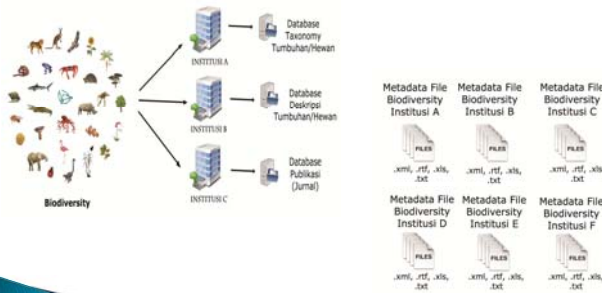 Database
Taxonomy
Tumbuhan/Hewan
INSTITUSI A
Database
Deskripsi
Tumbuhan/Hewan
INSTITUSI B
Database
Publikasi
(Jurnal)
INSTITUSI C
Biodiversity
Metadata File
Biodiversity
Institusi A
FILES
.xml, .rtf, .xls,
.txt
Metadata File
Biodiversity
Institusi B
FILES
.xml, .rtf, .xls,
.txt
Metadata File
Biodiversity
Institusi C
FILES
.xml, .rtf, .xls,
.txt
Metadata File
Biodiversity
Institusi D
FILES
.xml, .rtf, .xls,
.txt
Metadata File
Biodiversity
Institusi E
FILES
.xml, .rtf, .xls,
.txt
Metadata File
Biodiversity
Institusi F
FILES
.xml, .rtf, .xls,
.txt